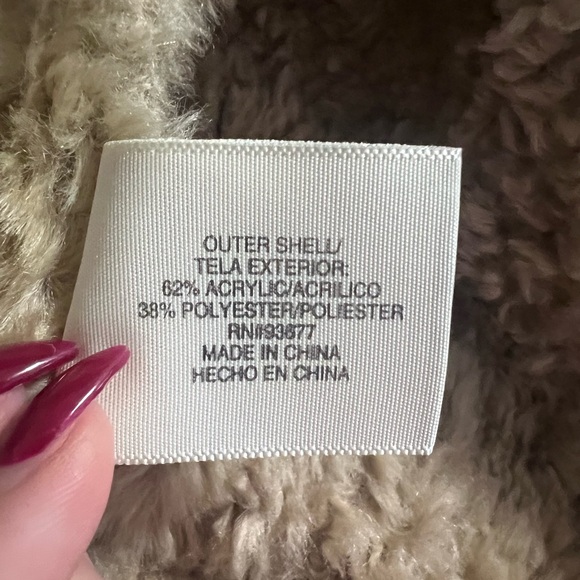 OUTER SHELL/
TELA EXTERIOR:
62% ACRYLIC/ACRILICO
38% POLYESTER/POLIESTER
RN#93677
MADE IN CHINA
HECHO EN CHINA